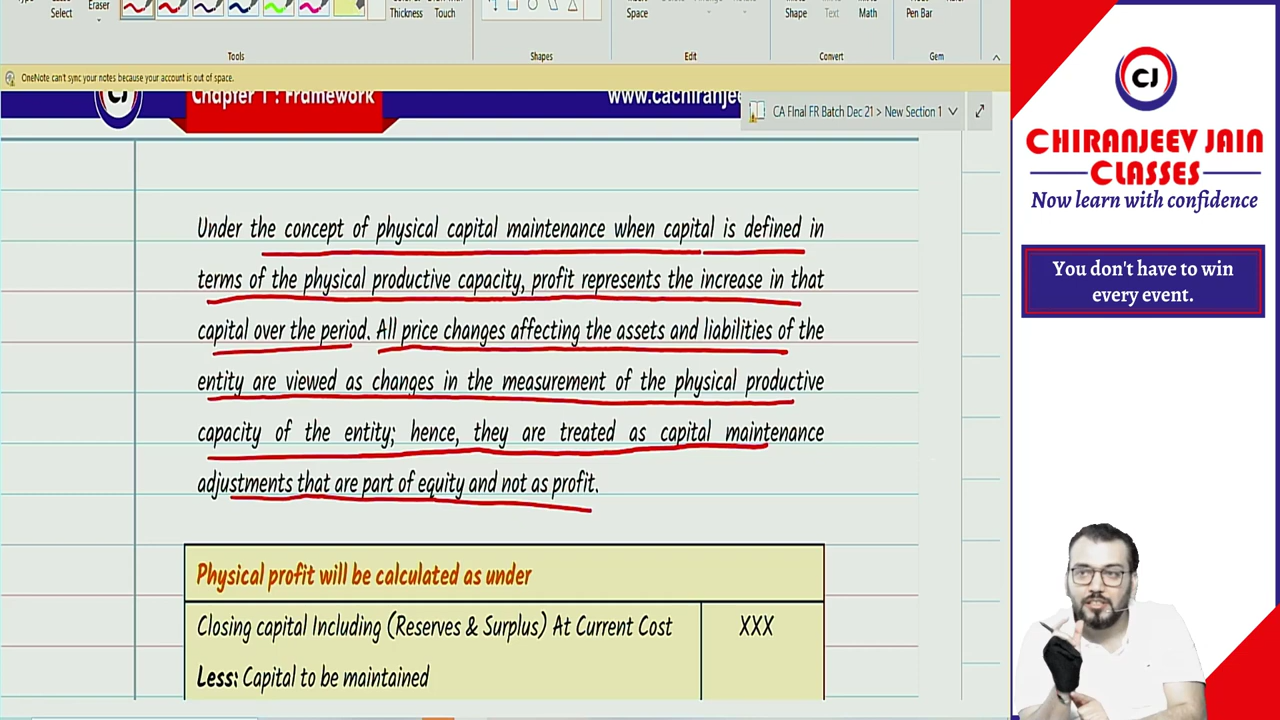 Select
Eraser
Thickness
Touch
Space
Shape
Text
Math
Pen Bar
Tools
Shapes
Edit
Convert
Gem
OneNote can't sync your notes because your account is out of space.
CJ
Chapter 1 : Framework
www.cachiranjee
CA FInal FR Batch Dec 21 > New Section 1
Under the concept of physical capital maintenance when capital is defined in
terms of the physical productive capacity, profit represents the increase in that
capital over the period. All price changes affecting the assets and liabilities of the
entity are viewed as changes in the measurement of the physical productive
capacity of the entity; hence, they are treated as capital maintenance
adjustments that are part of equity and not as profit.
Physical profit will be calculated as under
Closing capital Including (Reserves & Surplus) At Current Cost
XXX
Less: Capital to be maintained
CJ
CHIRANJEEV JAIN
CLASSES
Now learn with confidence
You don't have to win
every event.